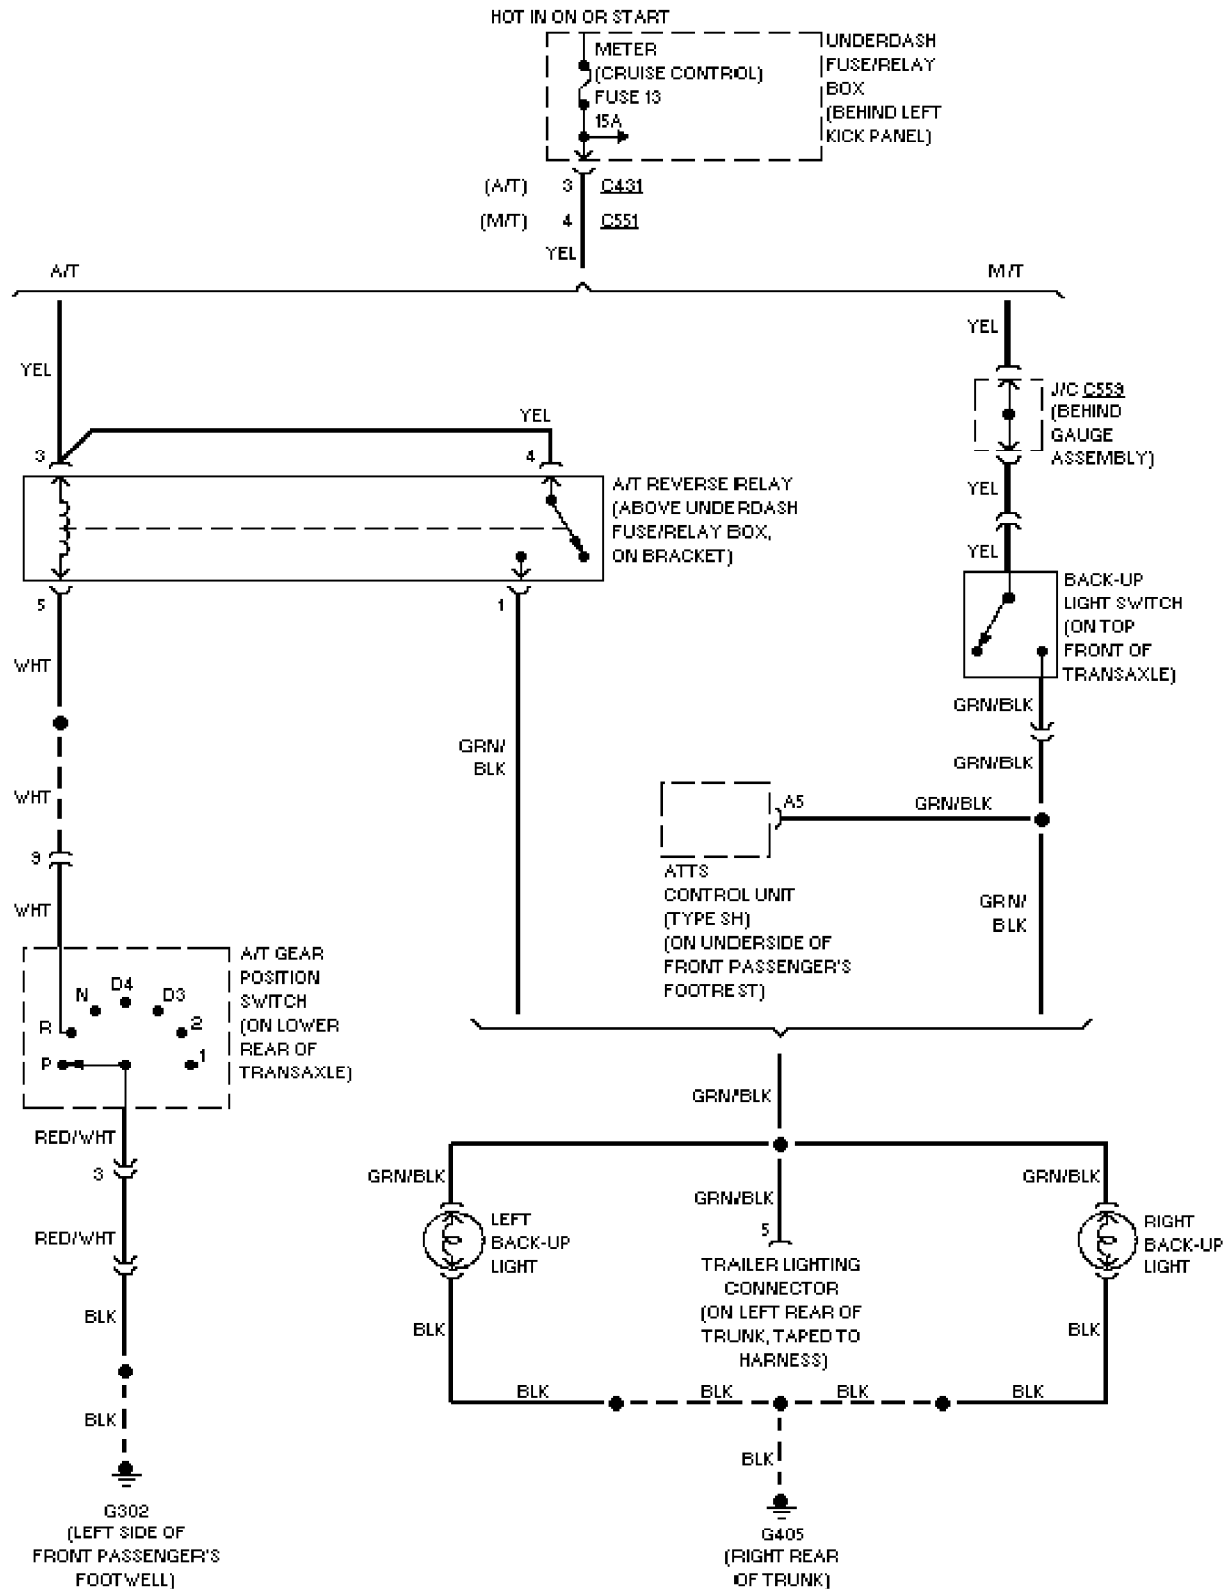 HOT IN ON OR START
METER
(CRUISE CONTROL)
FUSE 13
15A
UNDERDASH
FUSE/RELAY
BOX
(BEHIND LEFT
KICK PANEL)
(A/T) 3 C431
(M/T) 4 C551
YEL
A/T
M/T
YEL
YEL
YEL
3
4
J/C C559
(BEHIND
GAUGE
ASSEMBLY)
YEL
YEL
A/T REVERSE RELAY
(ABOVE UNDERDASH
FUSE/RELAY BOX,
ON BRACKET)
5
1
BACK-UP
LIGHT SWITCH
(ON TOP
FRONT OF
TRANSAXLE)
WHT
GRN/BLK
GRN/
BLK
GRN/BLK
WHT
A5
GRN/BLK
9
ATTS
CONTROL UNIT
(TYPE SH)
(ON UNDERSIDE OF
FRONT PASSENGER'S
FOOTREST)
GRN/
BLK
WHT
A/T GEAR
POSITION
SWITCH
(ON LOWER
REAR OF
TRANSAXLE)
P
R
N
D4
D3
2
1
GRN/BLK
RED/WHT
3
GRN/BLK
GRN/BLK
GRN/BLK
5
LEFT
BACK-UP
LIGHT
RIGHT
BACK-UP
LIGHT
RED/WHT
TRAILER LIGHTING
CONNECTOR
(ON LEFT REAR OF
TRUNK, TAPED TO
HARNESS)
BLK
BLK
BLK
BLK
BLK
BLK
BLK
BLK
BLK
G302
(LEFT SIDE OF
FRONT PASSENGER'S
FOOTWELL)
G405
(RIGHT REAR
OF TRUNK)